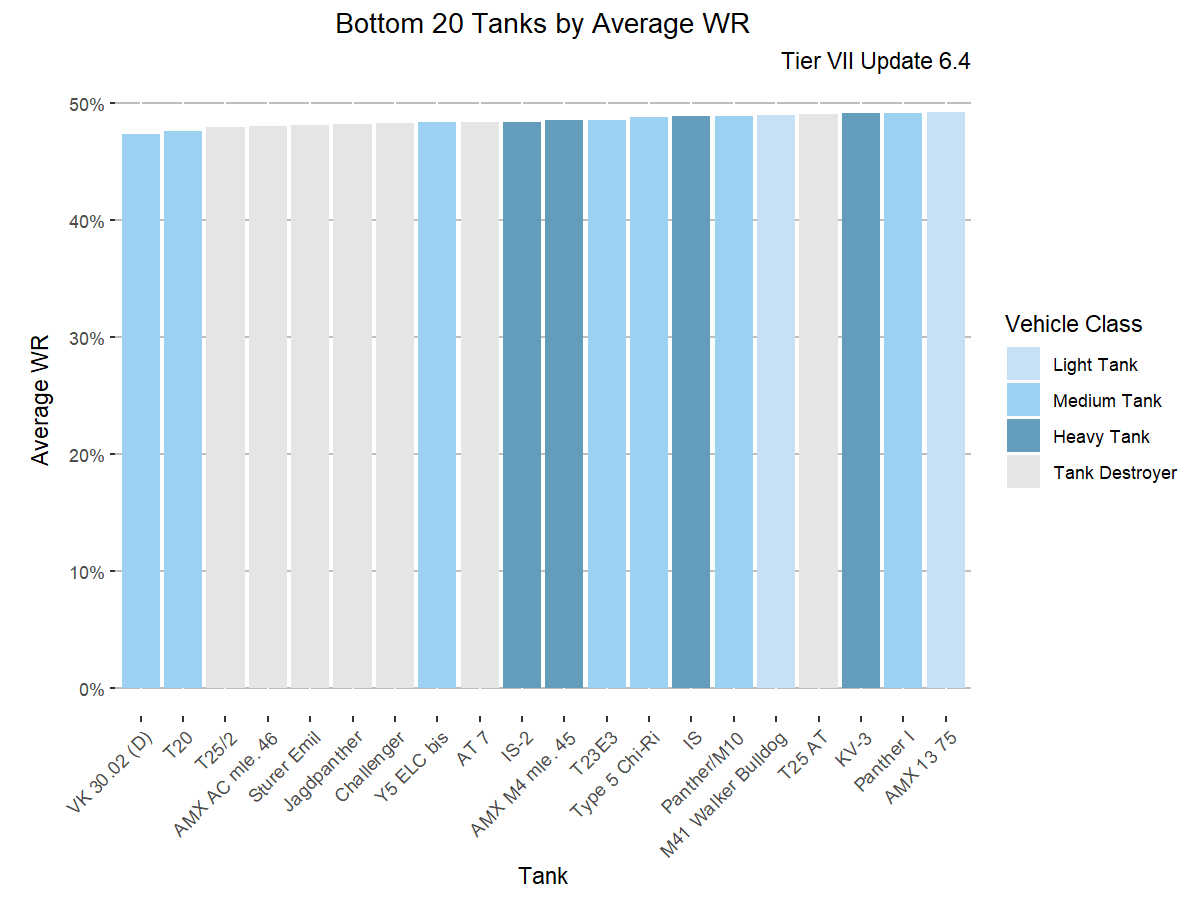 Bottom 20 Tanks by Average WR
Tier VII Update 6.4
50%
40%
30%
20%
10%
0%
Average WR
VK 30.02 (D)
T20
T25/2
AMX AC mle. 46
Sturer Emil
Jagdpanther
Challenger
Y5 ELC bis
AT 7
IS-2
AMX M4 mle. 45
T23E3
Type 5 Chi-Ri
IS
Panther/M10
M41 Walker Bulldog
T25 AT
KV-3
Panther I
AMX 13 75
Tank
Vehicle Class
Light Tank
Medium Tank
Heavy Tank
Tank Destroyer